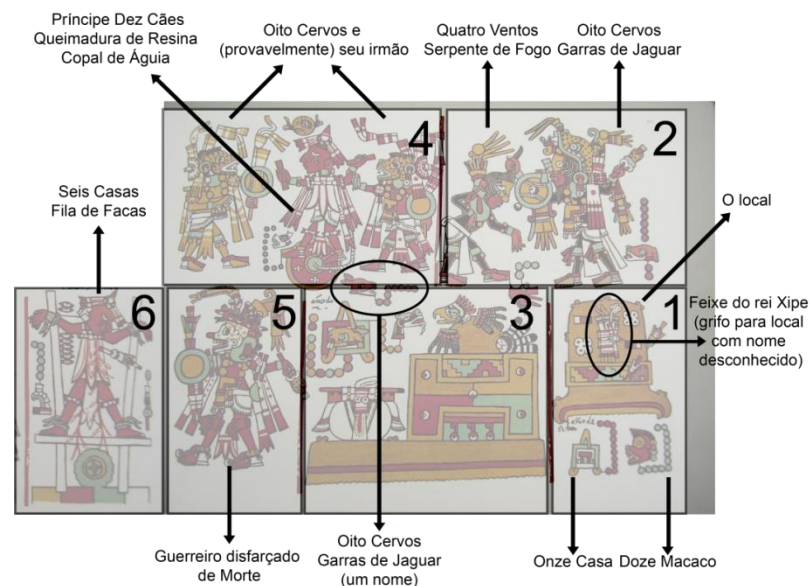 Príncipe Dez Cães
Queimadura de Resina
Copal de Águia
Oito Cervos e
(provavelmente) seu irmão
Quatro Ventos
Serpente de Fogo
Oito Cervos
Garras de Jaguar
4
2
Seis Casas
Fila de Facas
O local
6
5
3
1
Feixe do rei Xipe
(grifo para local
com nome
desconhecido)
Guerreiro disfarçado
de Morte
Oito Cervos
Garras de Jaguar
(um nome)
Onze Casa
Doze Macaco